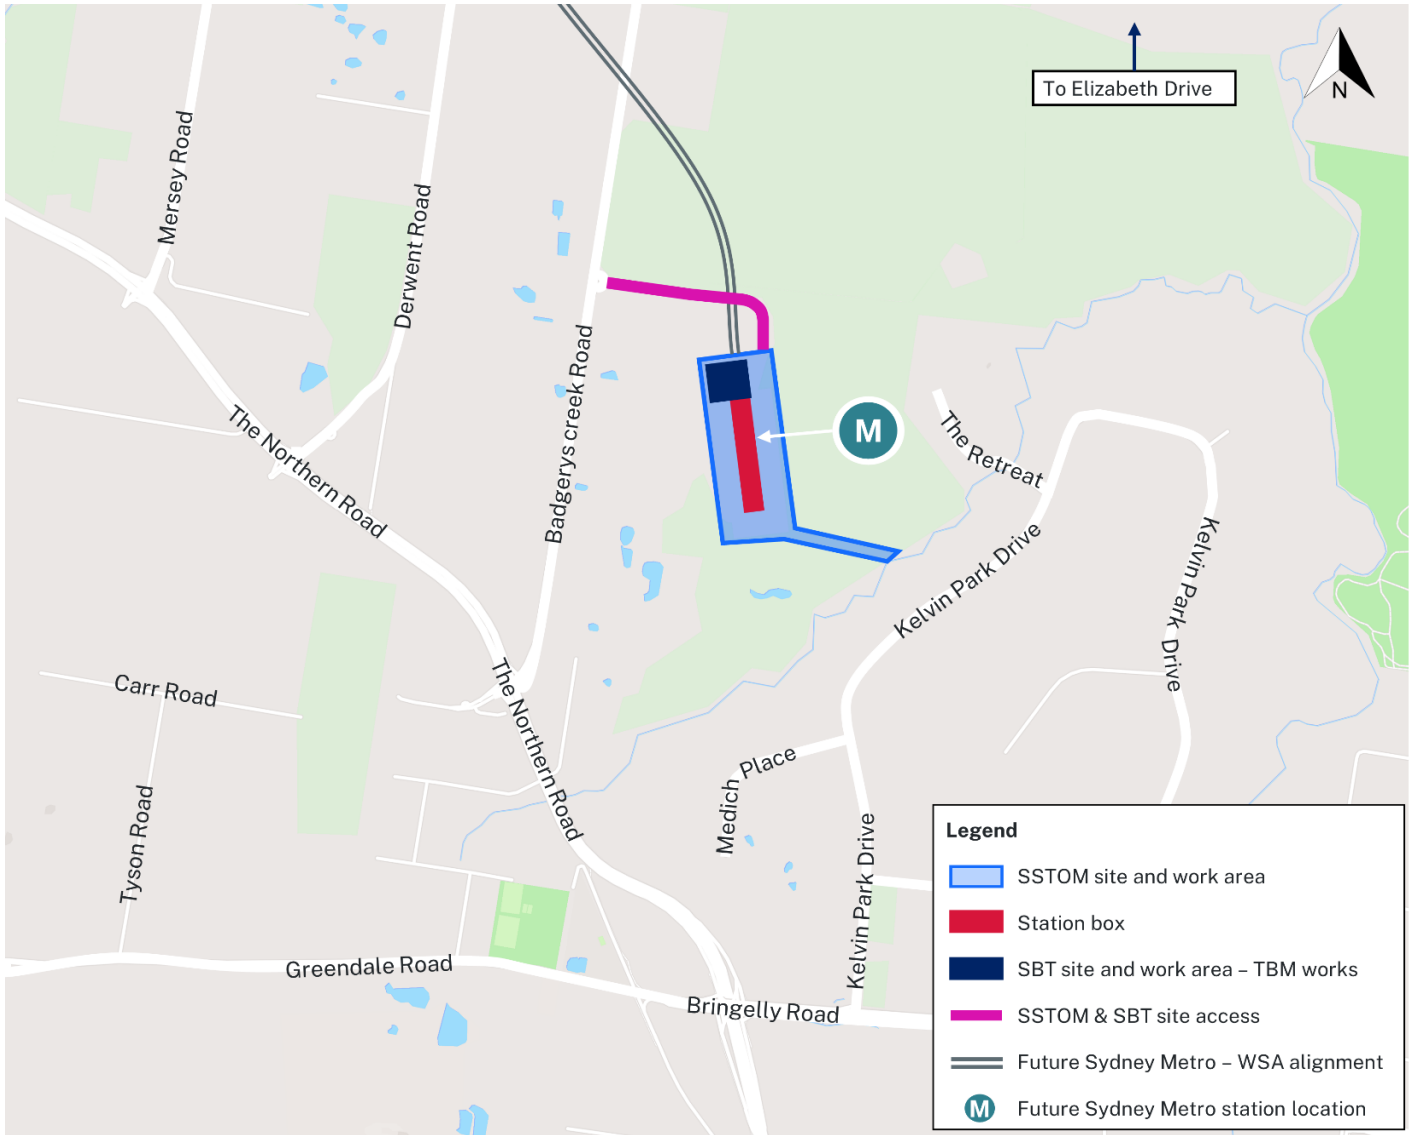 To Elizabeth Drive
N
Mersey Road
Derwent Road
Badgerys creek Road
The Northern Road
M
The Retreat
Kelvin Park Drive
Kelvin Park Drive
Carr Road
The Northern Road
Medich Place
Tyson Road
Kelvin Park Drive
Greendale Road
Bringelly Road
Legend
SSTOM site and work area
Station box
SBT site and work area – TBM works
SSTOM & SBT site access
Future Sydney Metro – WSA alignment
M Future Sydney Metro station location